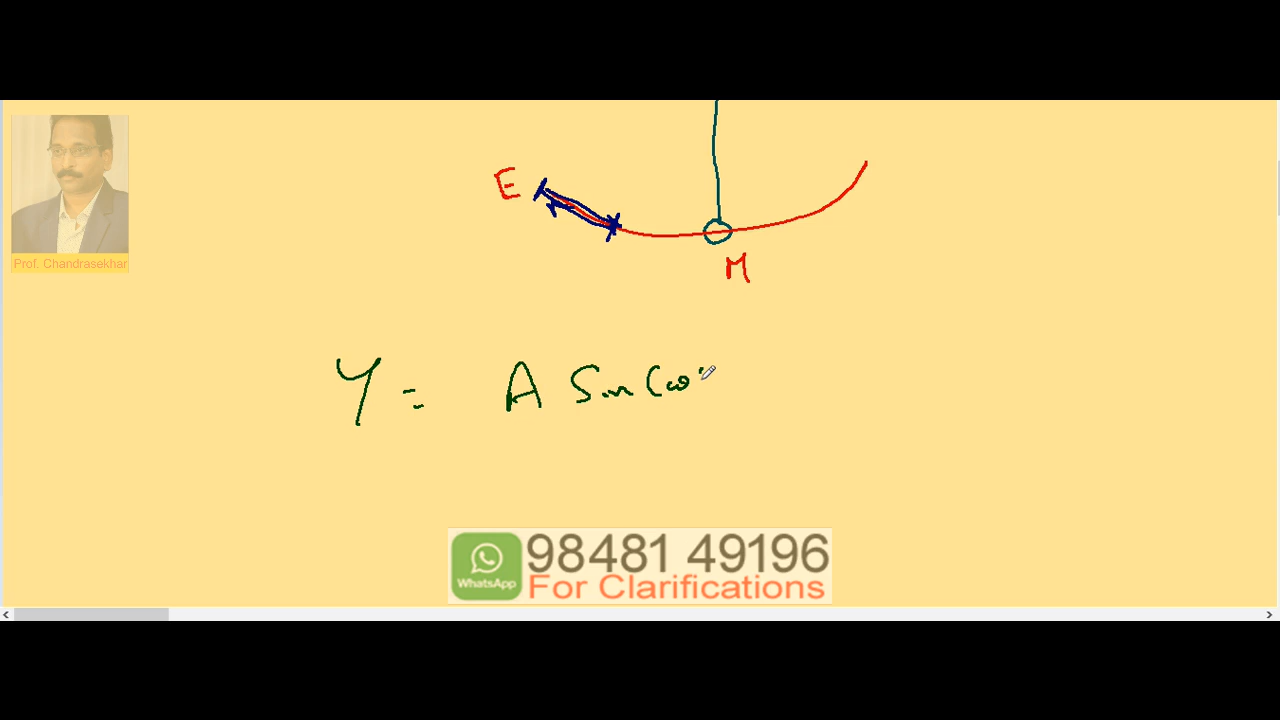 E
Prof. Chandrasekhar
M
Y = A Sin (ω
98481 49196
WhatsApp
For Clarifications